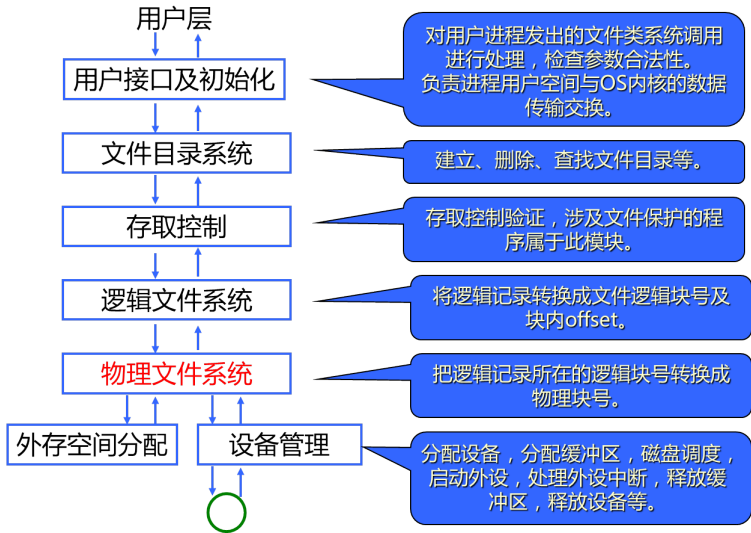 用户层
用户接口及初始化
对用户进程发出的文件类系统调用
进行处理，检查参数合法性。
负责进程用户空间与OS内核的数据
传输交换。
文件目录系统
建立、删除、查找文件目录等。
存取控制
存取控制验证，涉及文件保护的程
序属于此模块。
逻辑文件系统
将逻辑记录转换成文件逻辑块号及
块内offset。
物理文件系统
把逻辑记录所在的逻辑块号转换成
物理块号。
外存空间分配
设备管理
分配设备，分配缓冲区，磁盘调度，
启动外设，处理外设中断，释放缓
冲区，释放设备等。